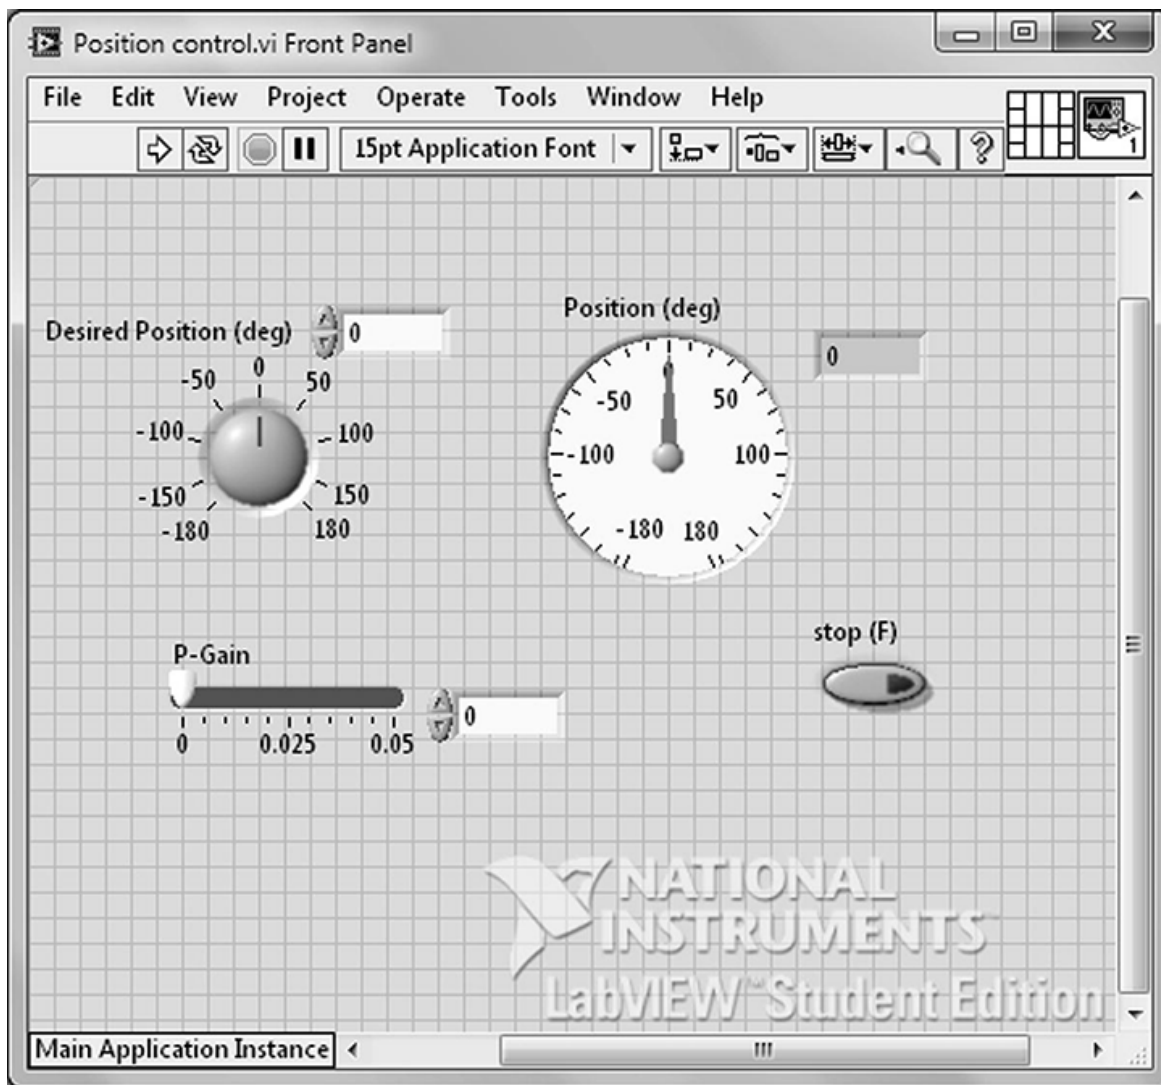 Position control.vi Front Panel
File Edit View Project Operate Tools Window Help
15pt Application Font
1
Position (deg)
Desired Position (deg)
0
0
0
-50
50
-100
100
-150
150
-180
180
0
-50
50
-100
100
-180
180
stop (F)
P-Gain
0
0 0.025 0.05
NATIONAL
INSTRUMENTS
LabVIEW™ Student Edition
Main Application Instance